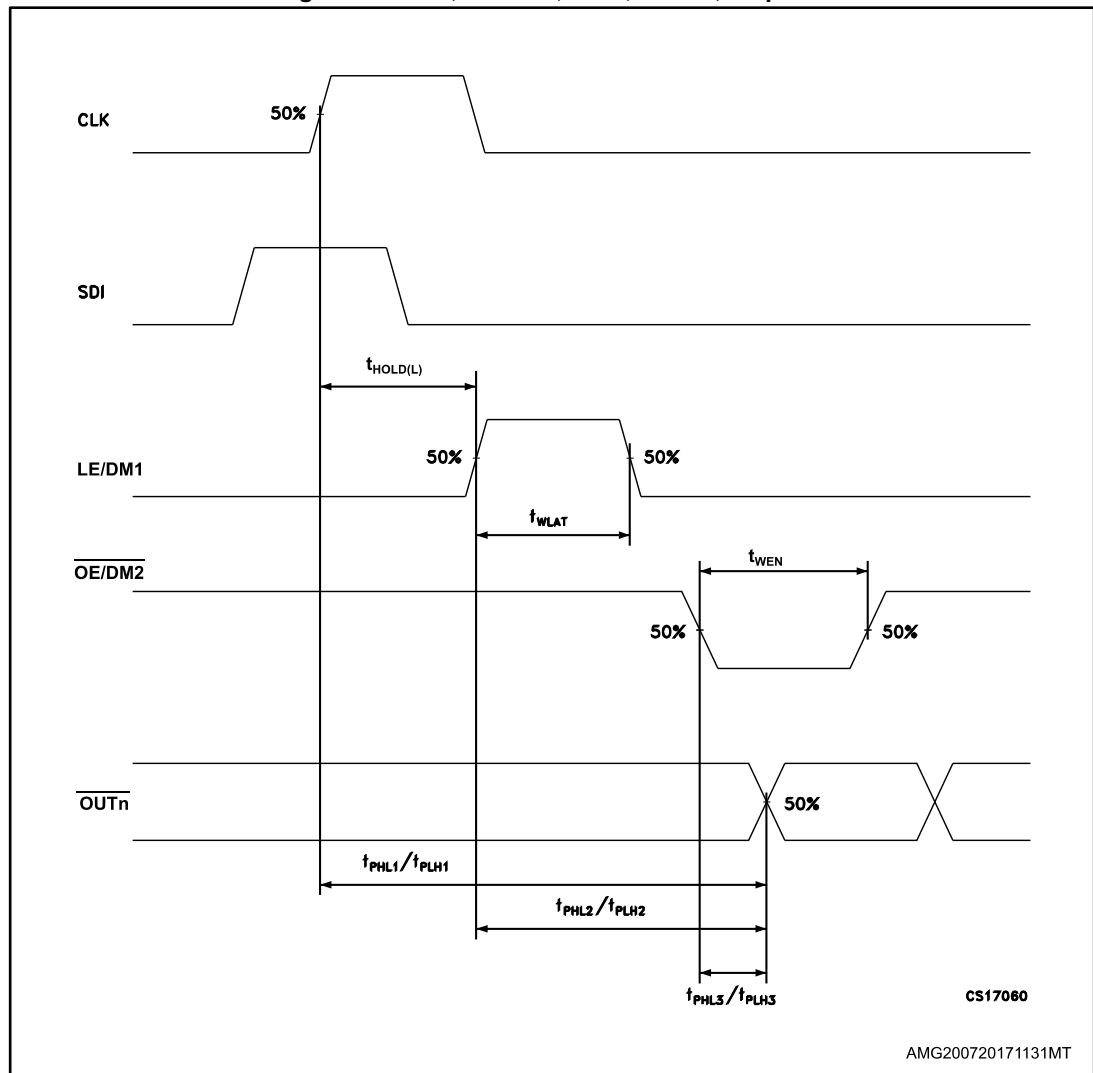 CLK
50%
SDI
tHOLD(L)
LE/DM1
50%
50%
tWLAT
OE/DM2
tWEN
50%
50%
OUTn
50%
tPHL1/tPLH1
tPHL2/tPLH2
tPHL3/tPLH3
CS17060
AMG200720171131MT